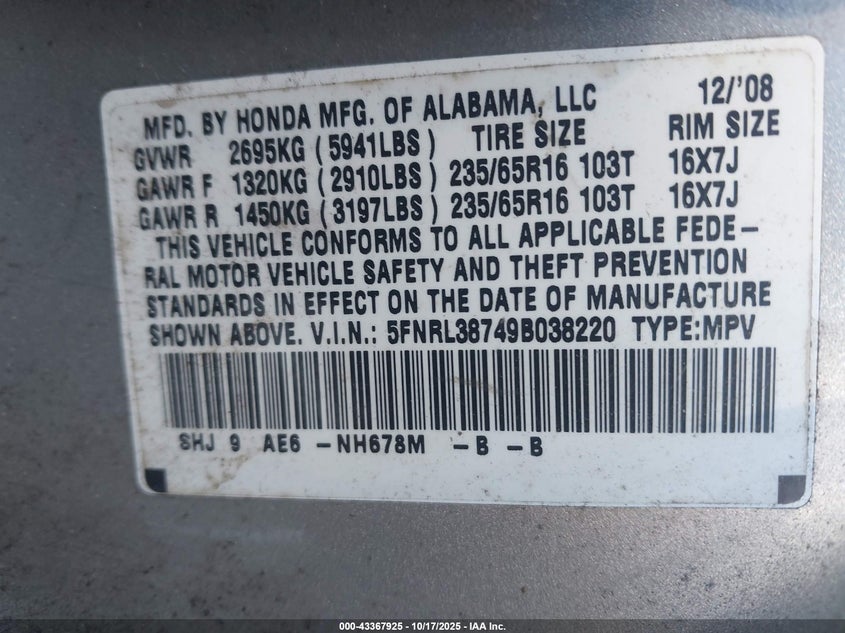 MFD. BY HONDA MFG. OF ALABAMA, LLC 12/'08
GVWR 2695KG (5941LBS) TIRE SIZE RIM SIZE
GAWR F 1320KG (2910LBS) 235/65R16 103T 16X7J
GAWR R 1450KG (3197LBS) 235/65R16 103T 16X7J
THIS VEHICLE CONFORMS TO ALL APPLICABLE FEDE-
RAL MOTOR VEHICLE SAFETY AND THEFT PREVENTION
STANDARDS IN EFFECT ON THE DATE OF MANUFACTURE
SHOWN ABOVE. V.I.N.: 5FNRL38749B038220 TYPE:MPV
SHJ 9 AE6 -NH678M -B -B
000-43367925 | 10/17/2025 | IAA Inc.